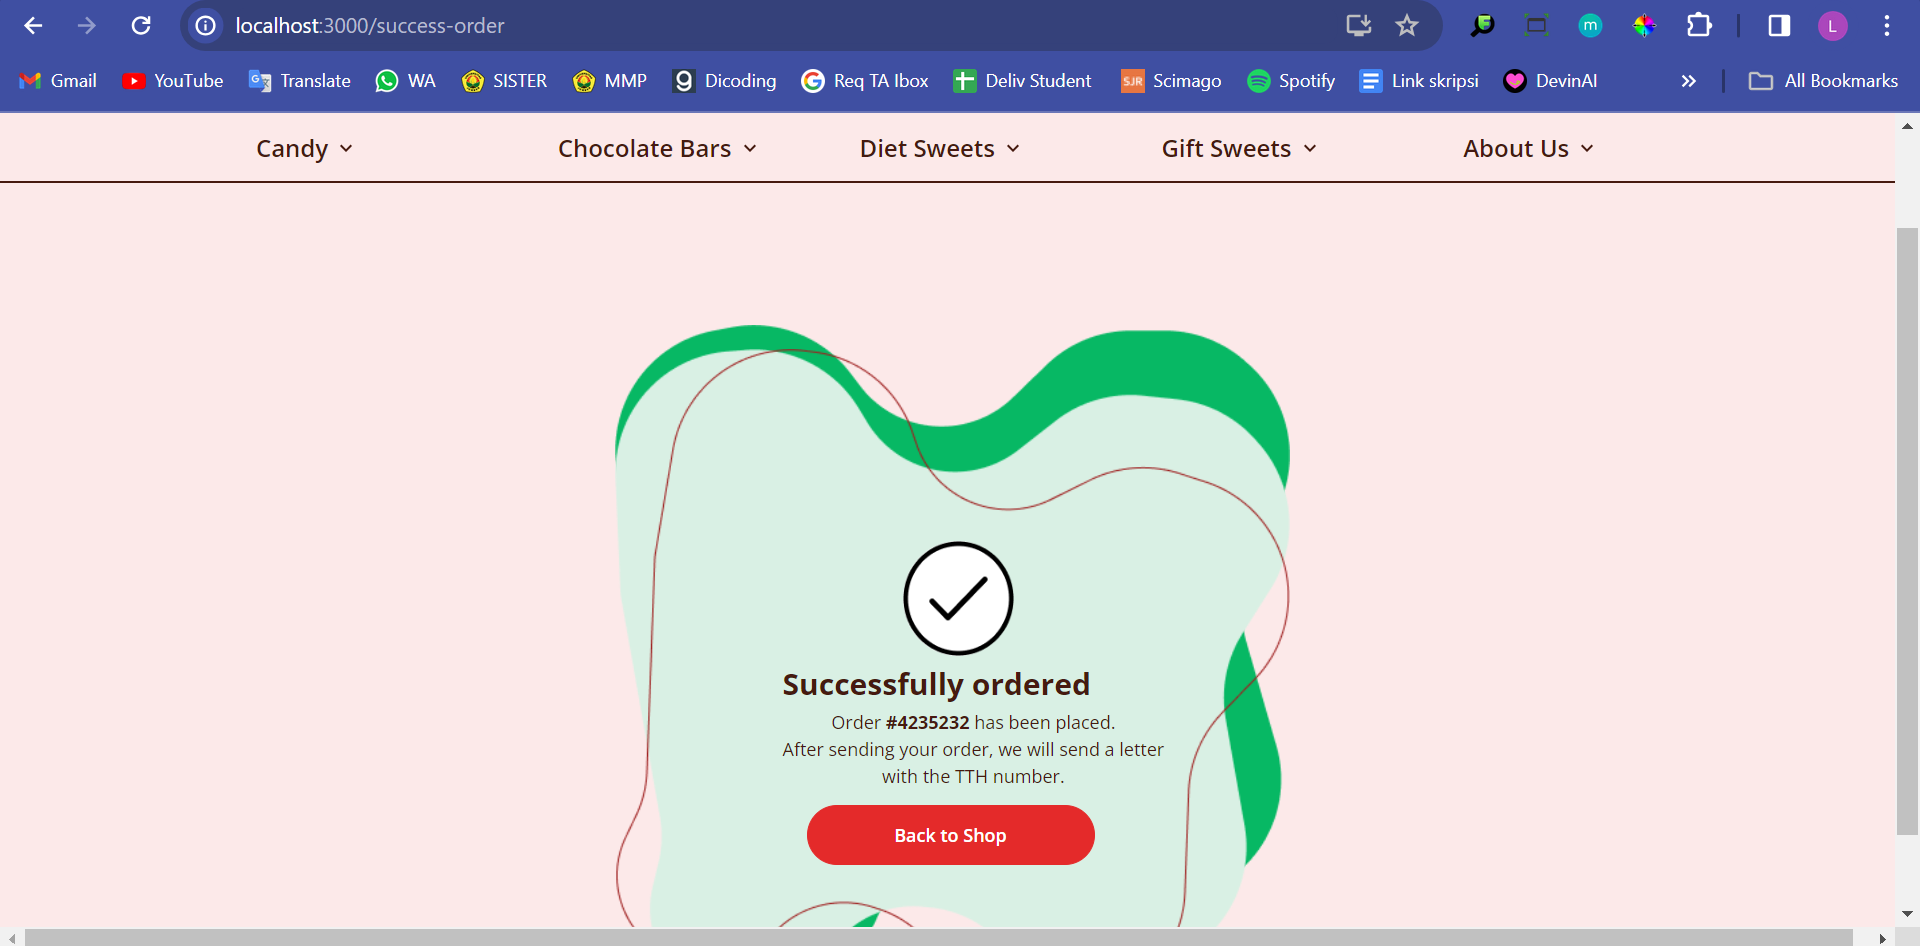 localhost:3000/success-order
m
L
Gmail YouTube Translate WA SISTER MMP Dicoding Req TA Ibox Deliv Student SJR Scimago Spotify Link skripsi DevinAI » All Bookmarks
Candy Chocolate Bars Diet Sweets Gift Sweets About Us
Successfully ordered
Order #4235232 has been placed.
After sending your order, we will send a letter
with the TTH number.
Back to Shop